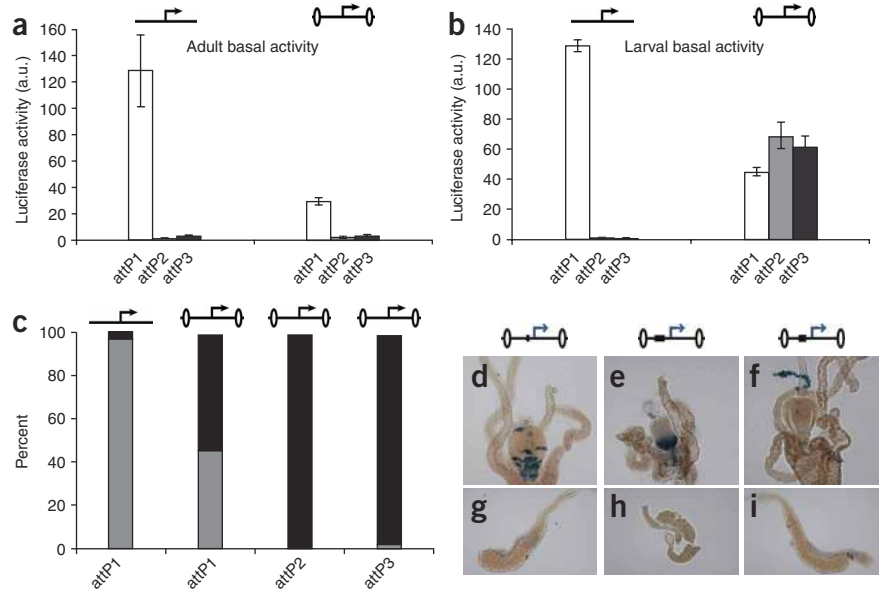 a
Adult basal activity
Luciferase activity (a.u.)
160
140
120
100
80
60
40
20
0
attP1
attP2
attP3
attP1
attP2
attP3
b
Larval basal activity
Luciferase activity (a.u.)
140
120
100
80
60
40
20
0
attP1
attP2
attP3
attP1
attP2
attP3
c
Percent
100
80
60
40
20
0
attP1
attP1
attP2
attP3
d
e
f
g
h
i